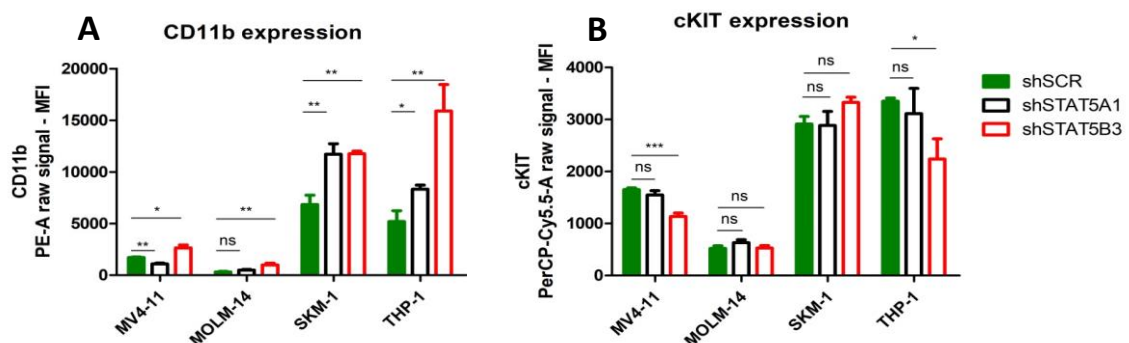 A
CD11b expression
CD11b
PE-A raw signal - MFI
20000
15000
10000
5000
0
** *
ns **
** **
* **
MV4-11
MOLM-14
SKM-1
THP-1
B
cKIT expression
cKIT
PerCP-Cy5.5-A raw signal - MFI
4000
3000
2000
1000
0
ns ***
ns ns
ns ns
ns *
MV4-11
MOLM-14
SKM-1
THP-1
shSCR
shSTAT5A1
shSTAT5B3